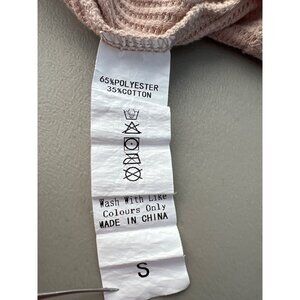 65%POLYESTER
35%COTTON
Wash With Like
Colours Only
MADE IN CHINA
S